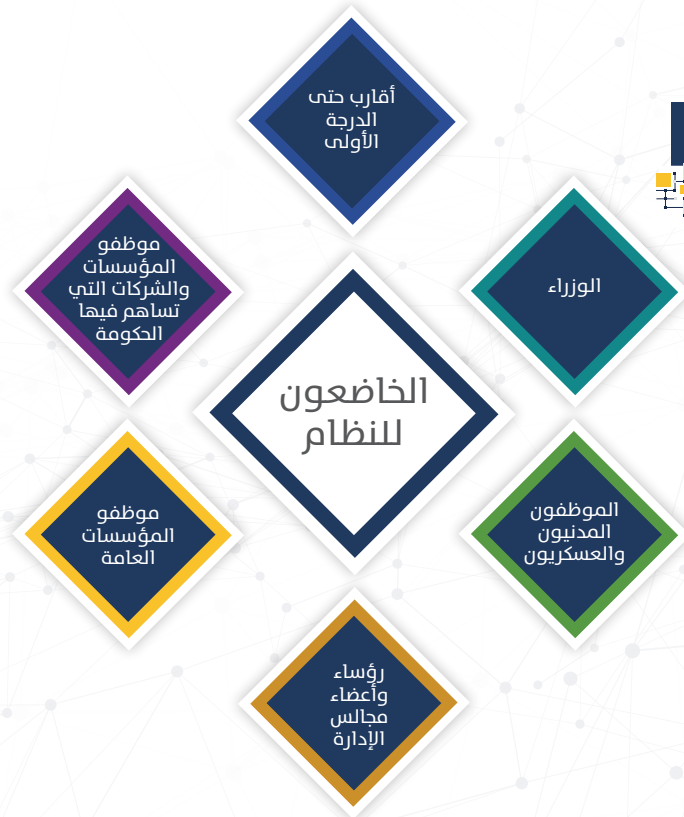 أقارب حتى
الدرجة
الأولى
الوزراء
موظفو
المؤسسات
والشركات التي
تساهم فيها
الحكومة
الخاضعون
للنظام
الموظفون
المدنيون
والعسكريون
موظفو
المؤسسات
العامة
رؤساء
وأعضاء
مجالس
الإدارة